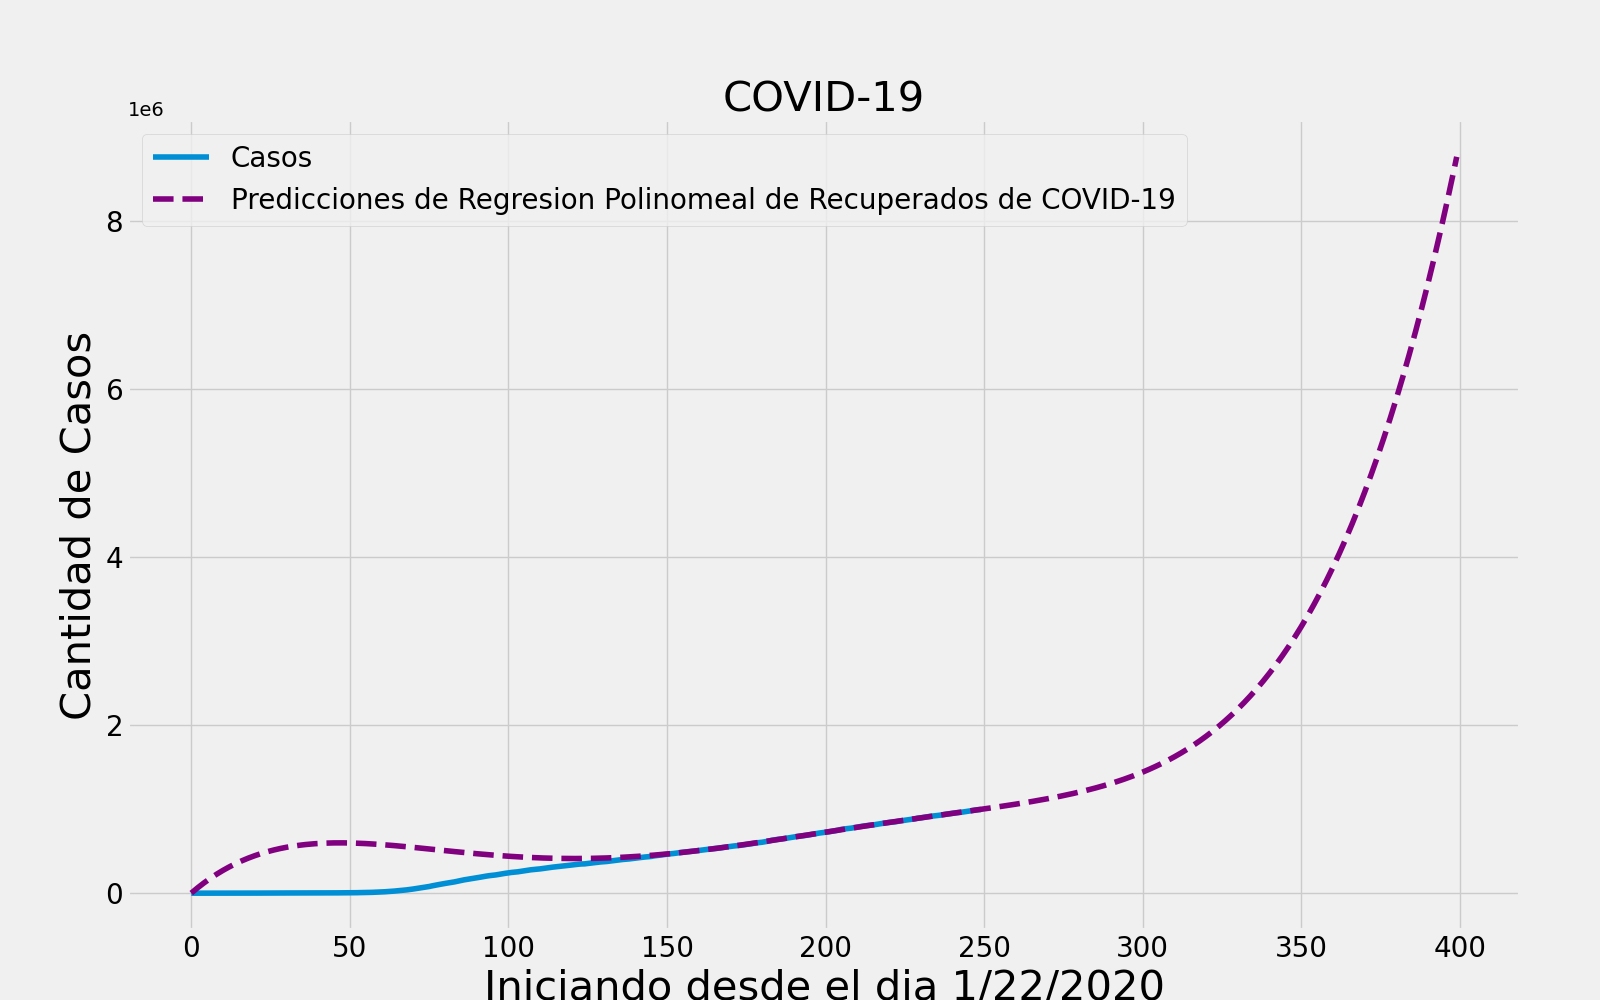 COVID-19
1e6
Casos
Predicciones de Regresion Polinomeal de Recuperados de COVID-19
8
6
4
2
0
Cantidad de Casos
0 50 100 150 200 250 300 350 400
Iniciando desde el dia 1/22/2020